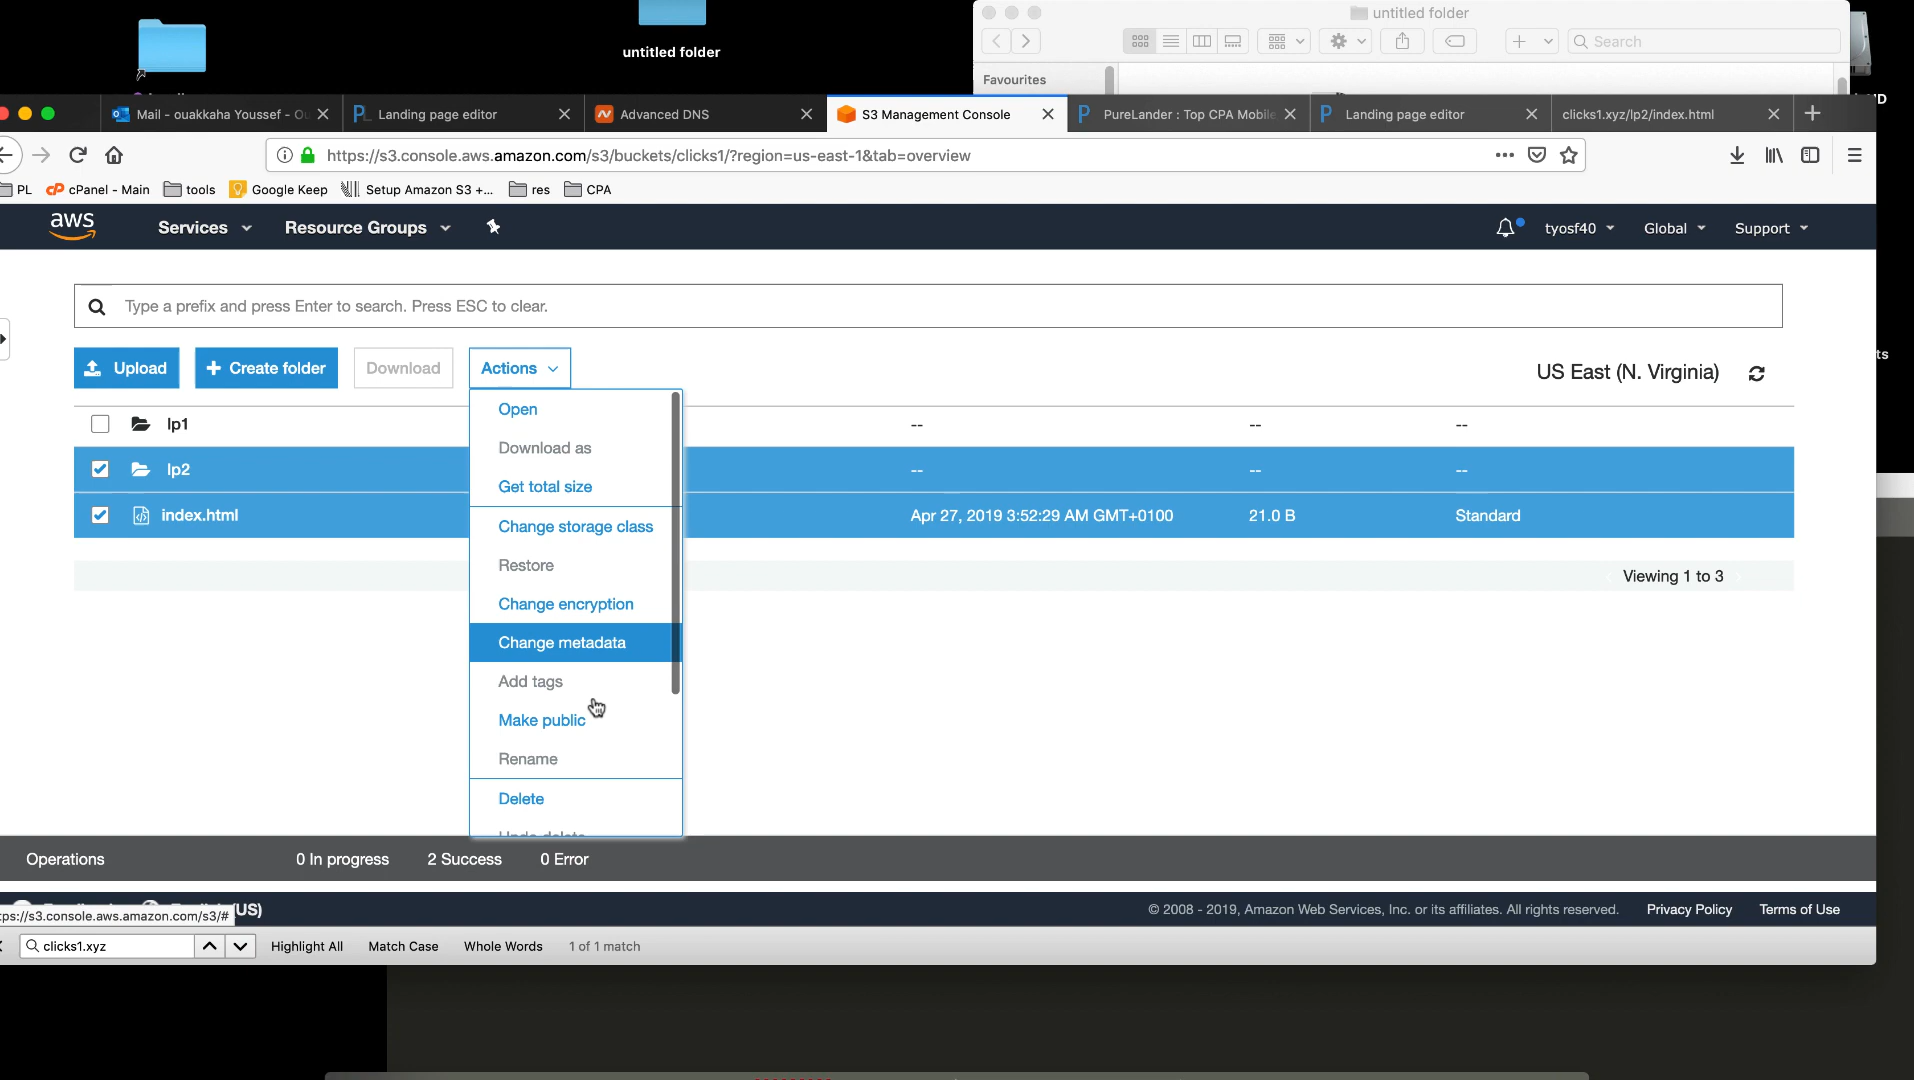 untitled folder
untitled folder
Search
Favourites
Mail - ouakkaha Youssef - Ou
Landing page editor
Advanced DNS
S3 Management Console
PureLander : Top CPA Mobile
Landing page editor
clicks1.xyz/lp2/index.html
https://s3.console.aws.amazon.com/s3/buckets/clicks1/?region=us-east-1&tab=overview
PL
cPanel - Main
tools
Google Keep
Setup Amazon S3 +...
res
CPA
aws
Services
Resource Groups
tyosf40
Global
Support
Type a prefix and press Enter to search. Press ESC to clear.
Upload
Create folder
Download
Actions
US East (N. Virginia)
Open
lp1
-- -- --
Download as
lp2
-- -- --
Get total size
index.html
Apr 27, 2019 3:52:29 AM GMT+0100
21.0 B
Standard
Change storage class
Restore
Viewing 1 to 3
Change encryption
Change metadata
Add tags
Make public
Rename
Delete
Undo delete
Operations
0 In progress
2 Success
0 Error
tps://s3.console.aws.amazon.com/s3/#
(US)
© 2008 - 2019, Amazon Web Services, Inc. or its affiliates. All rights reserved.
Privacy Policy
Terms of Use
clicks1.xyz
Highlight All
Match Case
Whole Words
1 of 1 match